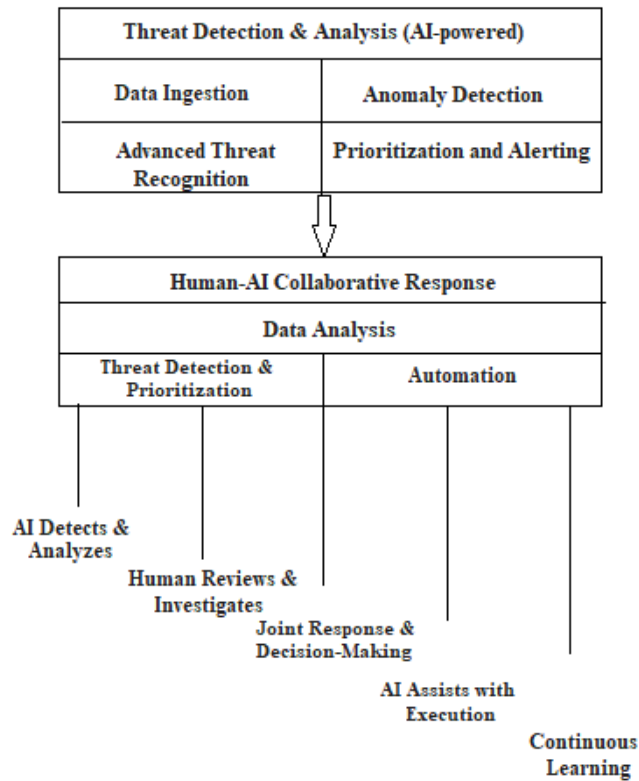 Threat Detection & Analysis (AI-powered)
Data Ingestion
Anomaly Detection
Advanced Threat
Recognition
Prioritization and Alerting
Human-AI Collaborative Response
Data Analysis
Threat Detection &
Prioritization
Automation
AI Detects &
Analyzes
Human Reviews &
Investigates
Joint Response &
Decision-Making
AI Assists with
Execution
Continuous
Learning